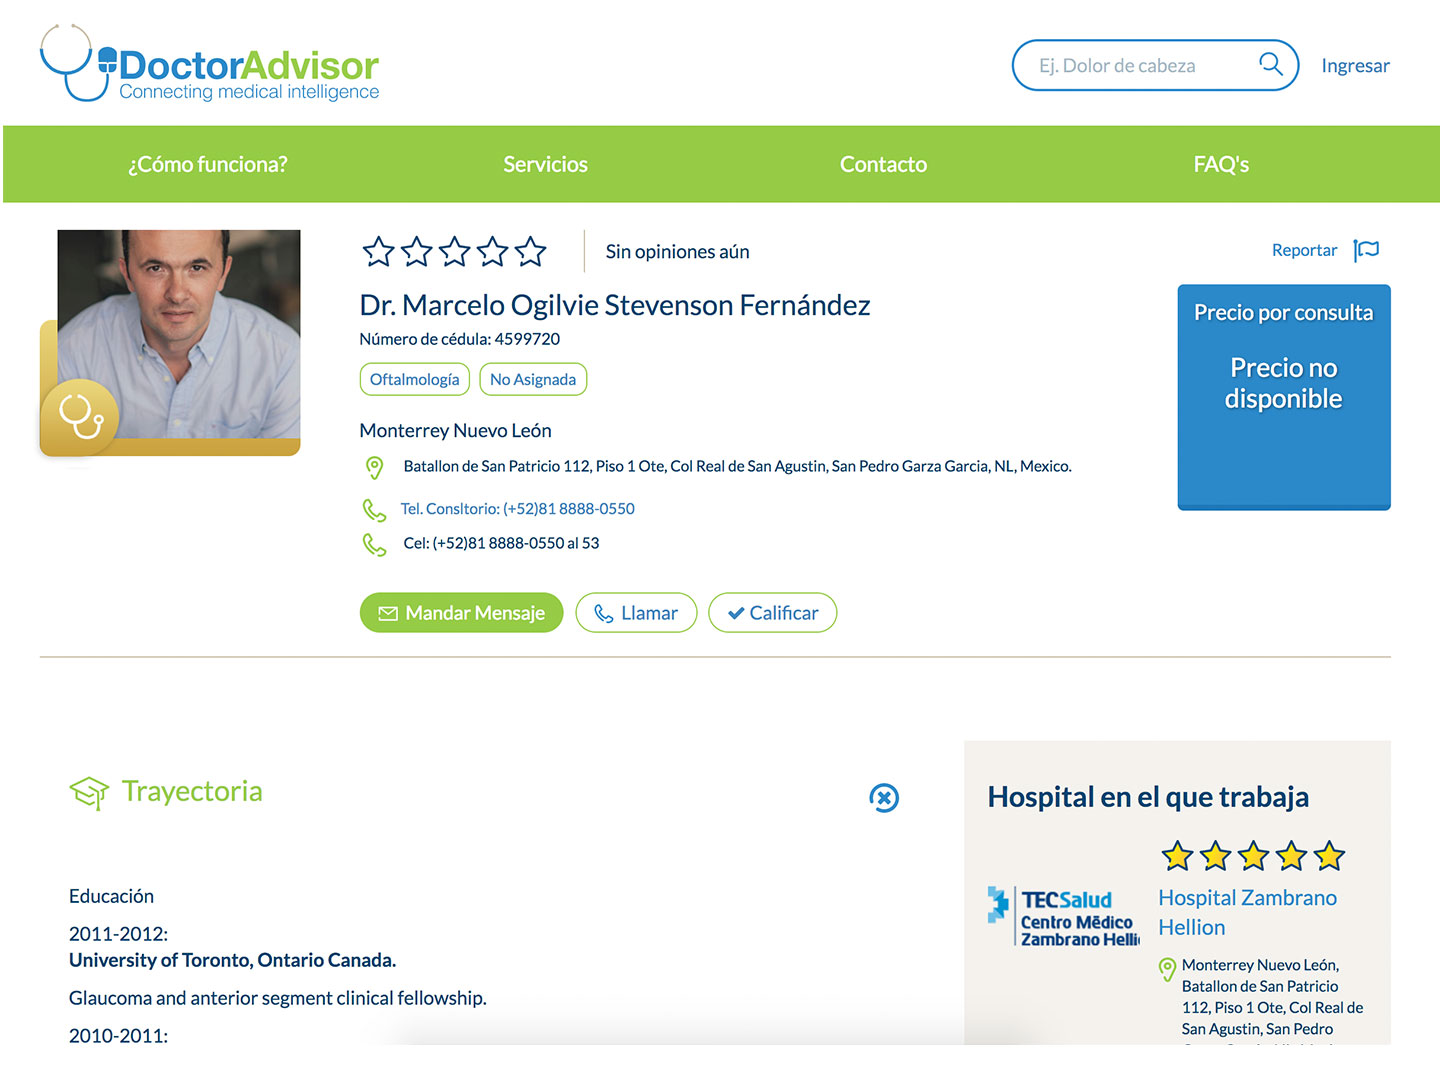 DoctorAdvisor
Connecting medical intelligence
Ej. Dolor de cabeza
Ingresar
¿Cómo funciona?
Servicios
Contacto
FAQ's
Sin opiniones aún
Reportar
Dr. Marcelo Ogilvie Stevenson Fernández
Número de cédula: 4599720
Oftalmología
No Asignada
Monterrey Nuevo León
Batallon de San Patricio 112, Piso 1 Ote, Col Real de San Agustin, San Pedro Garza Garcia, NL, Mexico.
Tel. Consltorio: (+52)81 8888-0550
Cel: (+52)81 8888-0550 al 53
Mandar Mensaje
Llamar
Calificar
Precio por consulta
Precio no
disponible
Trayectoria
Educación
2011-2012:
University of Toronto, Ontario Canada.
Glaucoma and anterior segment clinical fellowship.
2010-2011:
Hospital en el que trabaja
TECSalud
Centro Médico
Zambrano Helli
Hospital Zambrano
Hellion
Monterrey Nuevo León,
Batallon de San Patricio
112, Piso 1 Ote, Col Real de
San Agustin, San Pedro